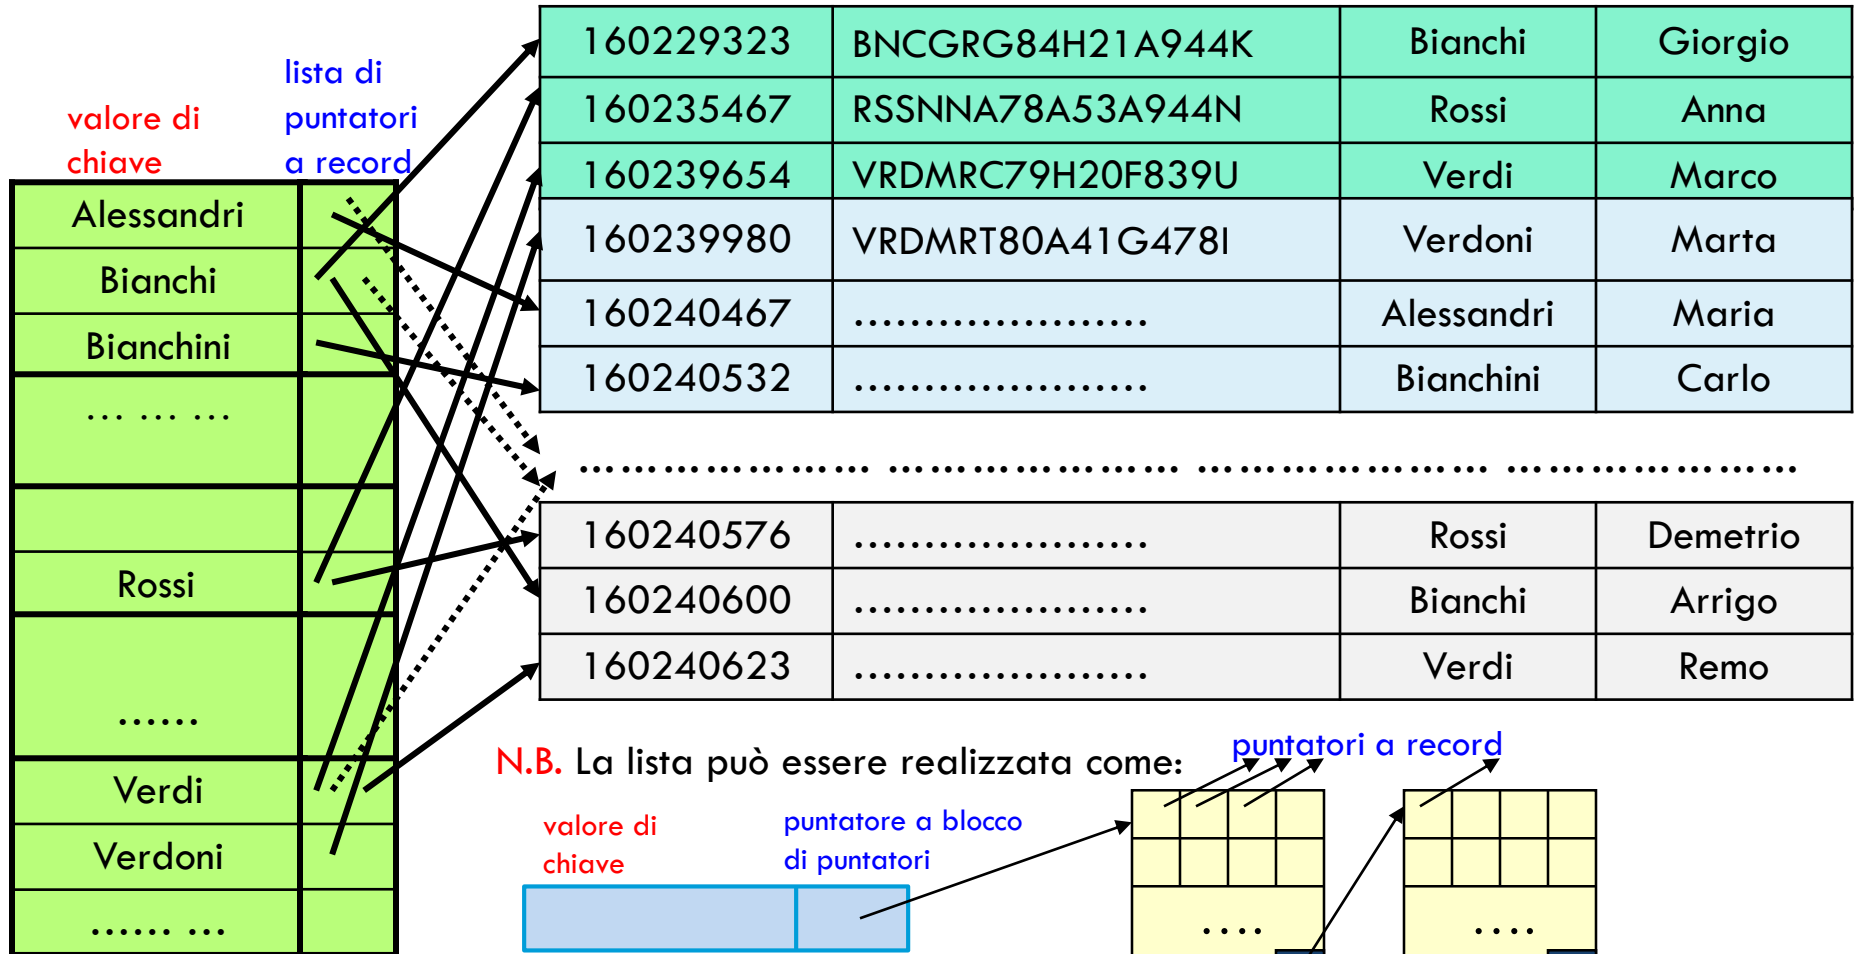 valore di
chiave
lista di
puntatori
a record
Alessandri
Bianchi
Bianchini
... ... ...
Rossi
......
Verdi
Verdoni
...... ...
160229323 BNCGRG84H21A944K Bianchi Giorgio
160235467 RSSNNA78A53A944N Rossi Anna
160239654 VRDMRC79H20F839U Verdi Marco
160239980 VRDMRT80A41G478I Verdoni Marta
160240467 ..................... Alessandri Maria
160240532 ..................... Bianchini Carlo
..................... ..................... ..................... .....................
160240576 ..................... Rossi Demetrio
160240600 ..................... Bianchi Arrigo
160240623 ..................... Verdi Remo
N.B. La lista può essere realizzata come:
puntatori a record
valore di
chiave
puntatore a blocco
di puntatori
....
....